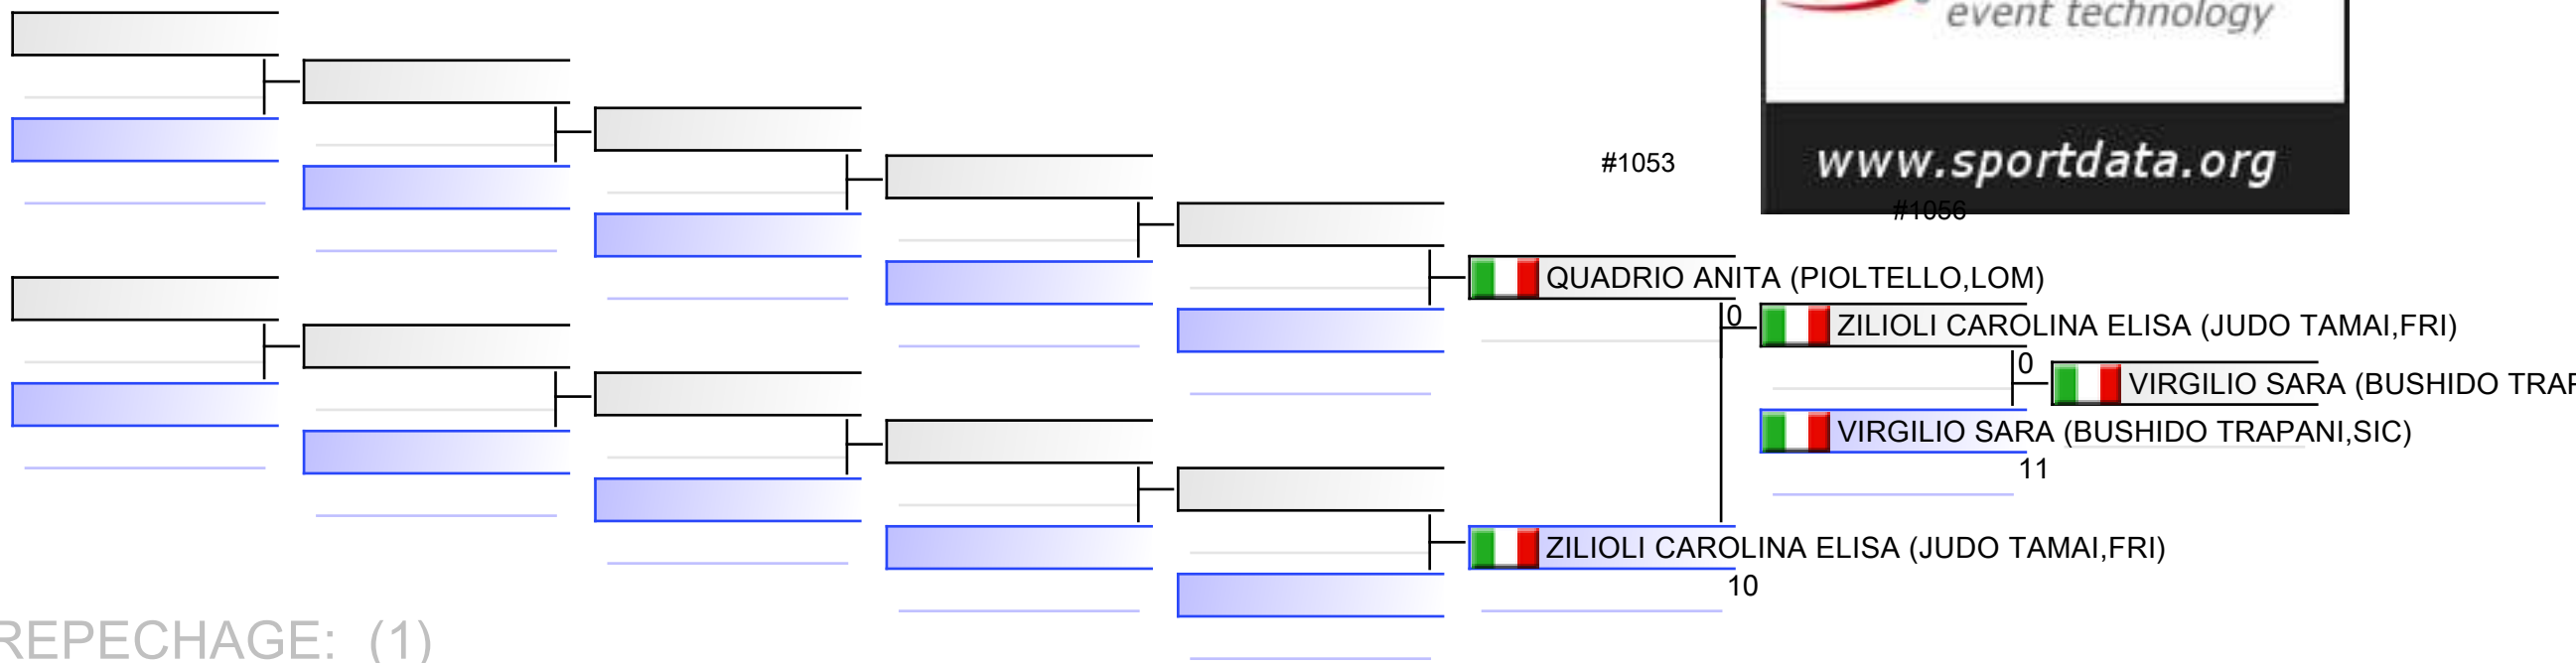 event technology
www.sportdata.org
#1053
#1056
QUADRIO ANITA (PIOLTELLO,LOM)
0
ZILIOLI CAROLINA ELISA (JUDO TAMAI,FRI)
0
VIRGILIO SARA (BUSHIDO
VIRGILIO SARA (BUSHIDO TRAPANI,SIC)
11
ZILIOLI CAROLINA ELISA (JUDO TAMAI,FRI)
10
REPECHAGE: (1)